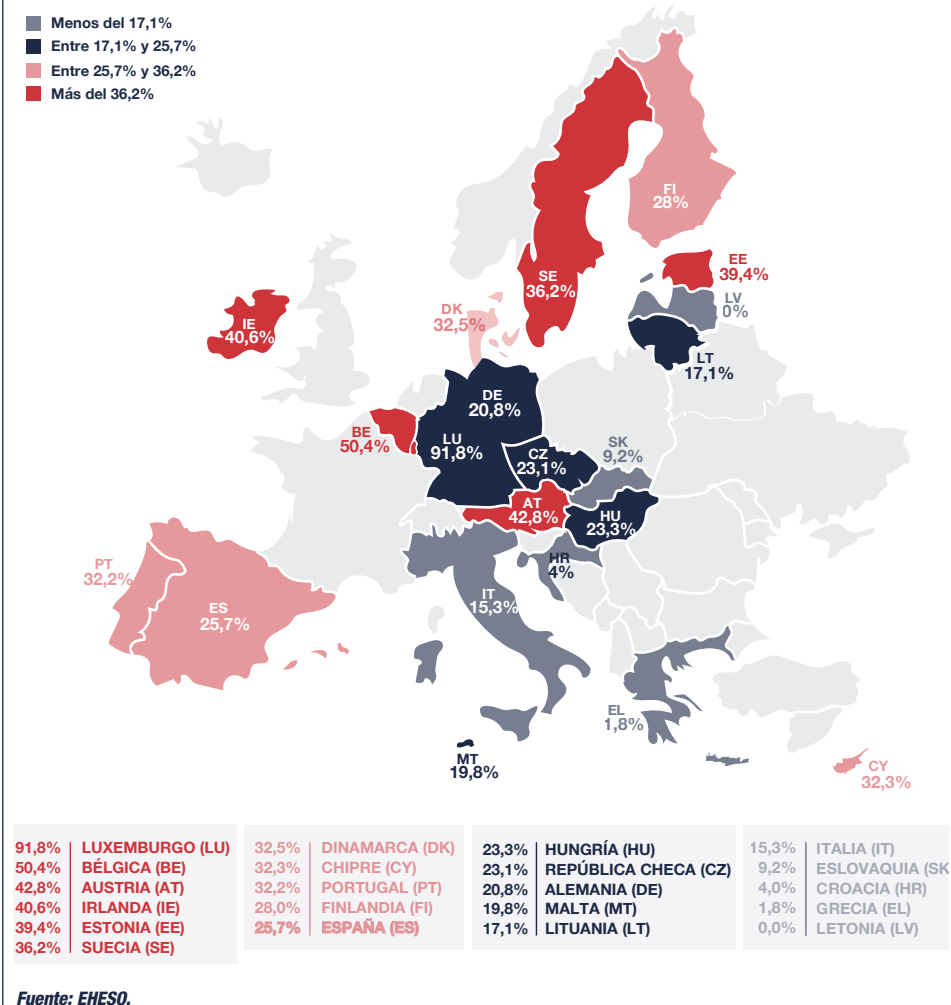 Menos del 17,1%
Entre 17,1% y 25,7%
Entre 25,7% y 36,2%
Más del 36,2%
FI
28%
SE
36,2%
EE
39,4%
LV
0%
DK
32,5%
IE
40,6%
LT
17,1%
DE
20,8%
BE
50,4%
LU
91,8%
CZ
23,1%
SK
9,2%
AT
42,8%
HU
23,3%
HR
4%
PT
32,2%
ES
25,7%
IT
15,3%
EL
1,8%
MT
19,8%
CY
32,3%
91,8% LUXEMBURGO (LU)
50,4% BÉLGICA (BE)
42,8% AUSTRIA (AT)
40,6% IRLANDA (IE)
39,4% ESTONIA (EE)
36,2% SUECIA (SE)
32,5% DINAMARCA (DK)
32,3% CHIPRE (CY)
32,2% PORTUGAL (PT)
28,0% FINLANDIA (FI)
25,7% ESPAÑA (ES)
23,3% HUNGRÍA (HU)
23,1% REPÚBLICA CHECA (CZ)
20,8% ALEMANIA (DE)
19,8% MALTA (MT)
17,1% LITUANIA (LT)
15,3% ITALIA (IT)
9,2% ESLOVAQUIA (SK
4,0% CROACIA (HR)
1,8% GRECIA (EL)
0,0% LETONIA (LV)
Fuente: EHESO.